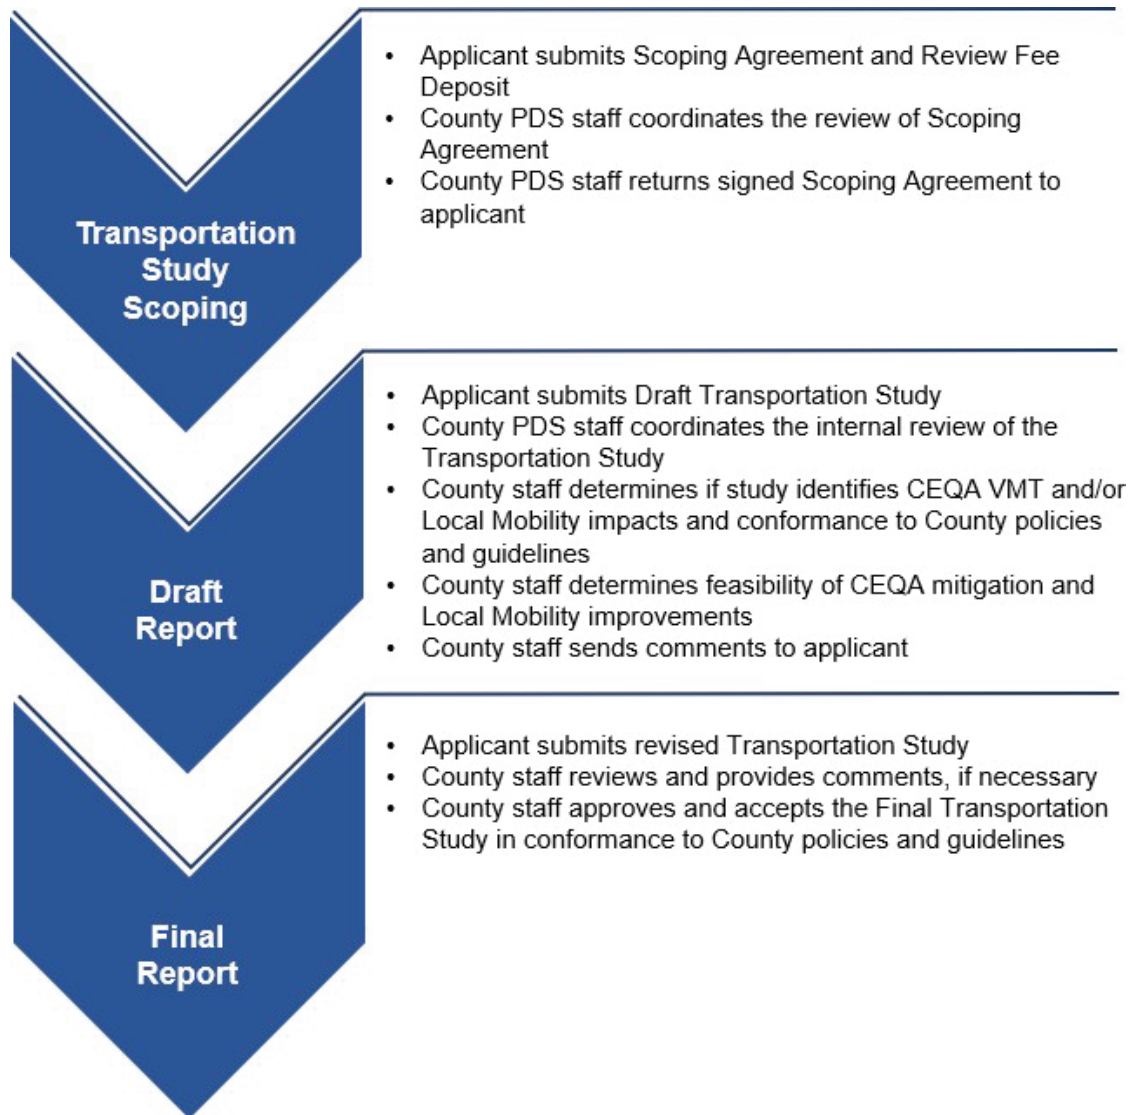 • Applicant submits Scoping Agreement and Review Fee
Deposit
• County PDS staff coordinates the review of Scoping
Agreement
• County PDS staff returns signed Scoping Agreement to
applicant
Transportation
Study
Scoping
• Applicant submits Draft Transportation Study
• County PDS staff coordinates the internal review of the
Transportation Study
• County staff determines if study identifies CEQA VMT and/or
Local Mobility impacts and conformance to County policies
and guidelines
• County staff determines feasibility of CEQA mitigation and
Local Mobility improvements
• County staff sends comments to applicant
Draft
Report
• Applicant submits revised Transportation Study
• County staff reviews and provides comments, if necessary
• County staff approves and accepts the Final Transportation
Study in conformance to County policies and guidelines
Final
Report